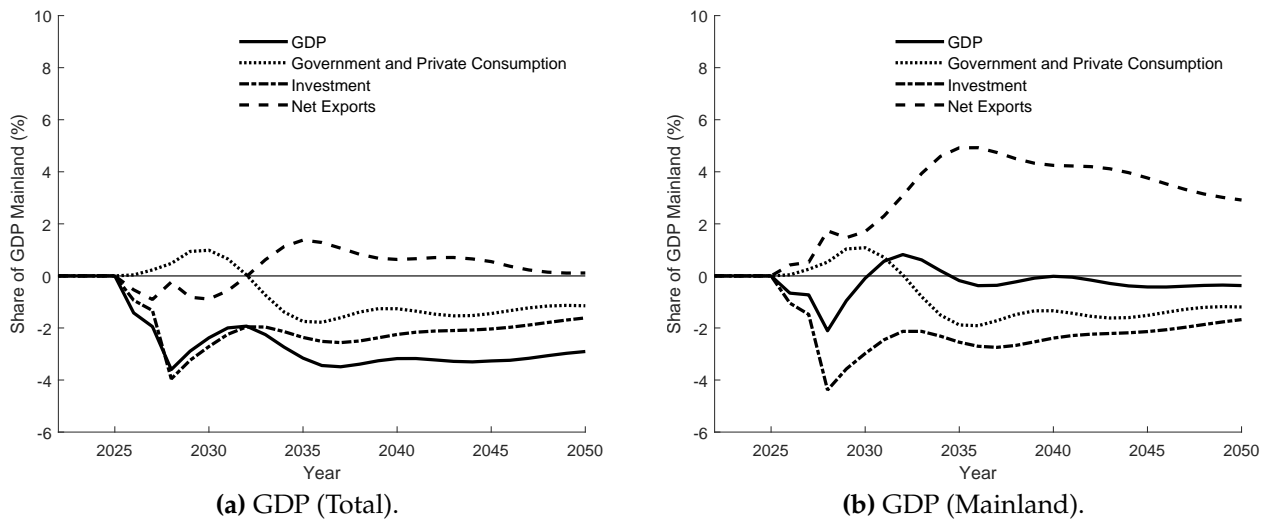 10
8
6
4
2
0
-2
-4
-6
Share of GDP Mainland (%)
GDP
Government and Private Consumption
Investment
Net Exports
2025 2030 2035 2040 2045 2050
Year
(a) GDP (Total).
10
8
6
4
2
0
-2
-4
-6
Share of GDP Mainland (%)
GDP
Government and Private Consumption
Investment
Net Exports
2025 2030 2035 2040 2045 2050
Year
(b) GDP (Mainland).